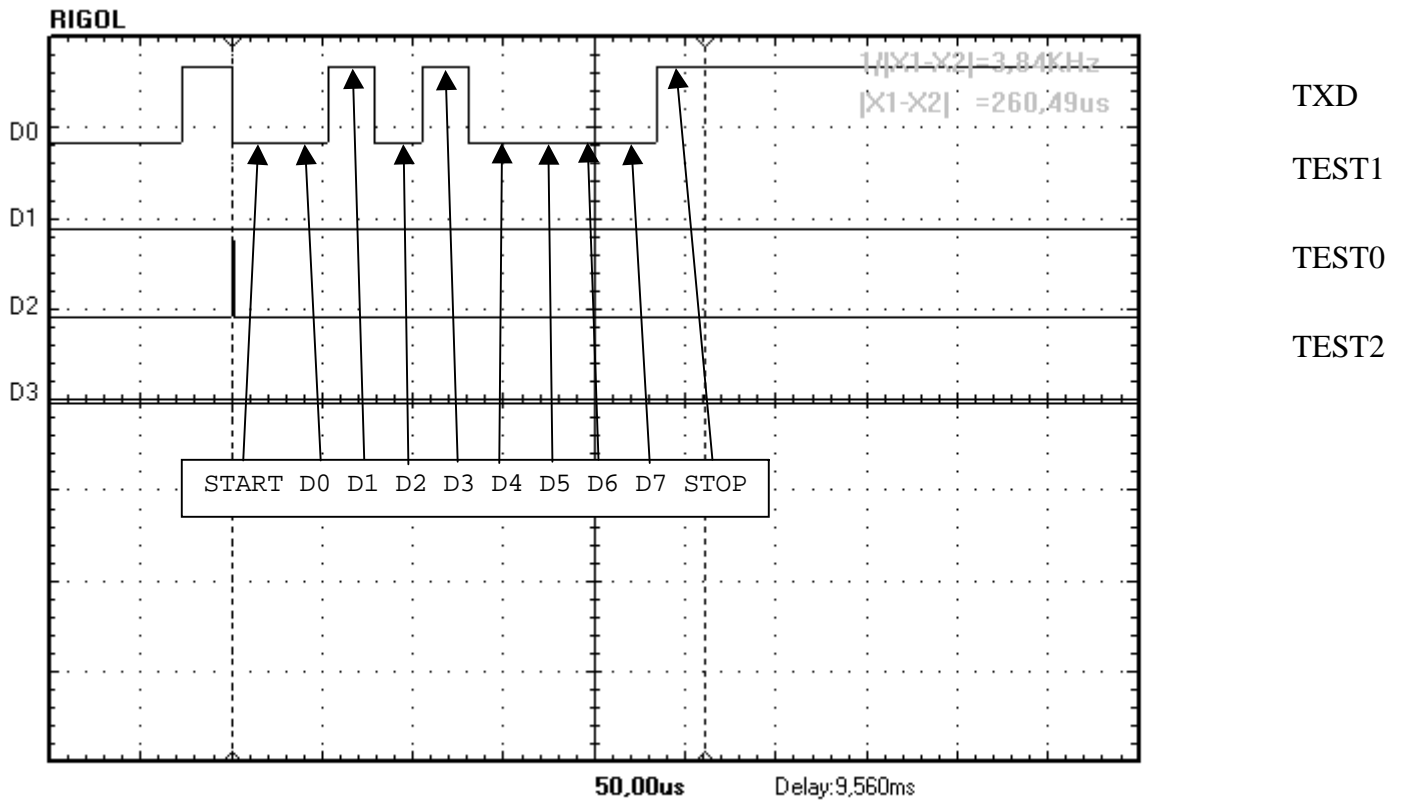 RIGOL
1/|X1-X2|=3,84KHz
|X1-X2| =260,49us
TXD
D0
TEST1
D1
TEST0
D2
TEST2
D3
START D0 D1 D2 D3 D4 D5 D6 D7 STOP
50,00us Delay:9,560ms